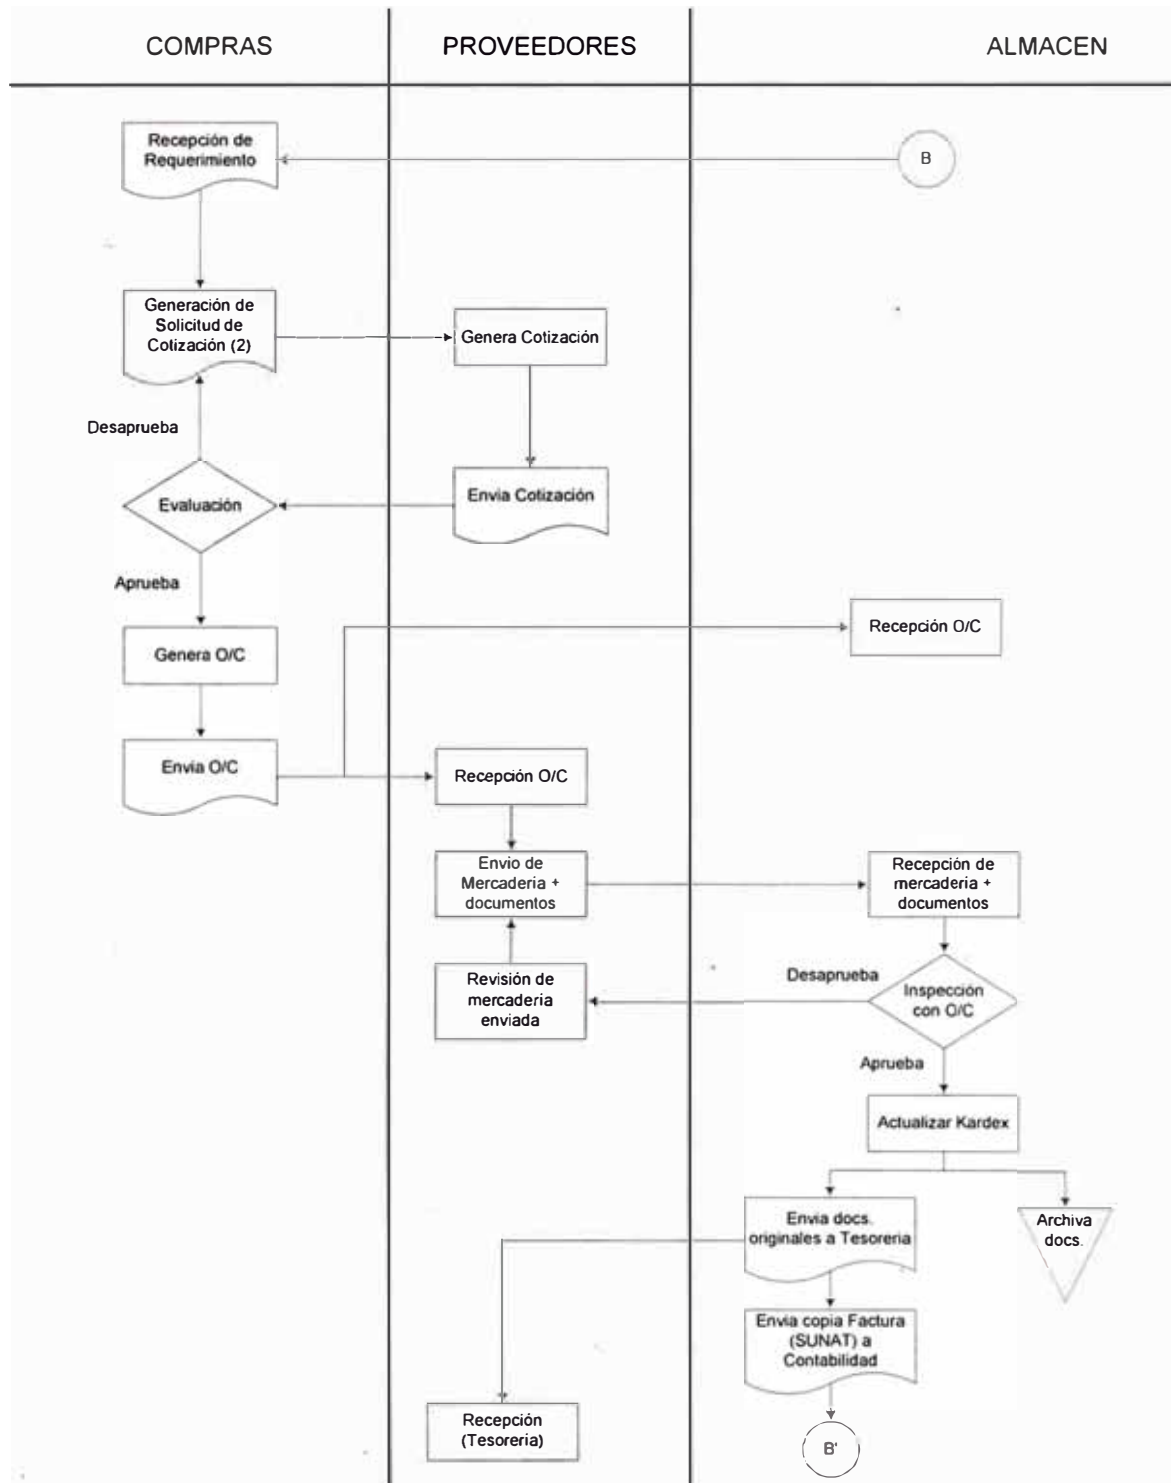 COMPRAS
PROVEEDORES
ALMACEN
Recepción de
Requerimiento
B
Generación de
Solicitud de
Cotización (2)
Genera Cotización
Desaprueba
Evaluación
Envia Cotización
Aprueba
Genera O/C
Recepción O/C
Envia O/C
Recepción O/C
Envio de
Mercaderia +
documentos
Recepción de
mercaderia +
documentos
Revisión de
mercaderia
enviada
Desaprueba
Inspección
con O/C
Aprueba
Actualizar Kardex
Envia docs.
originales a Tesoreria
Archiva
docs.
Envia copia Factura
(SUNAT) a
Contabilidad
Recepción
(Tesoreria)
B'